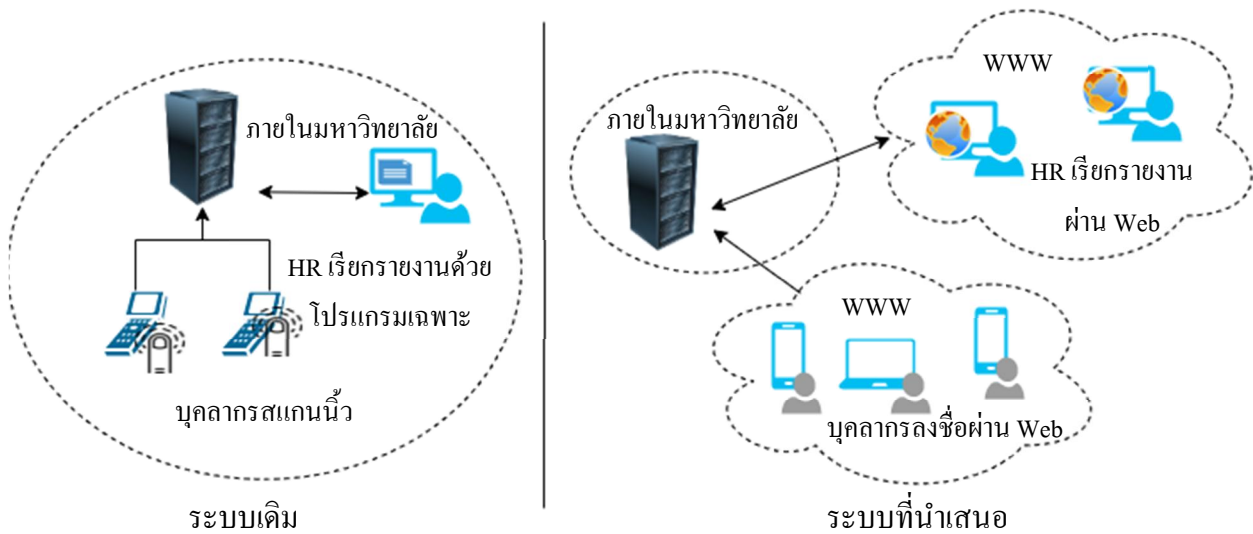 ภายในมหาวิทยาลัย
HR เรียกรายงานด้วย
โปรแกรมเฉพาะ
บุคลากรสแกนนิ้ว
ระบบเดิม
WWW
ภายในมหาวิทยาลัย
HR เรียกรายงาน
ผ่าน Web
WWW
บุคลากรลงชื่อผ่าน Web
ระบบที่นำเสนอ